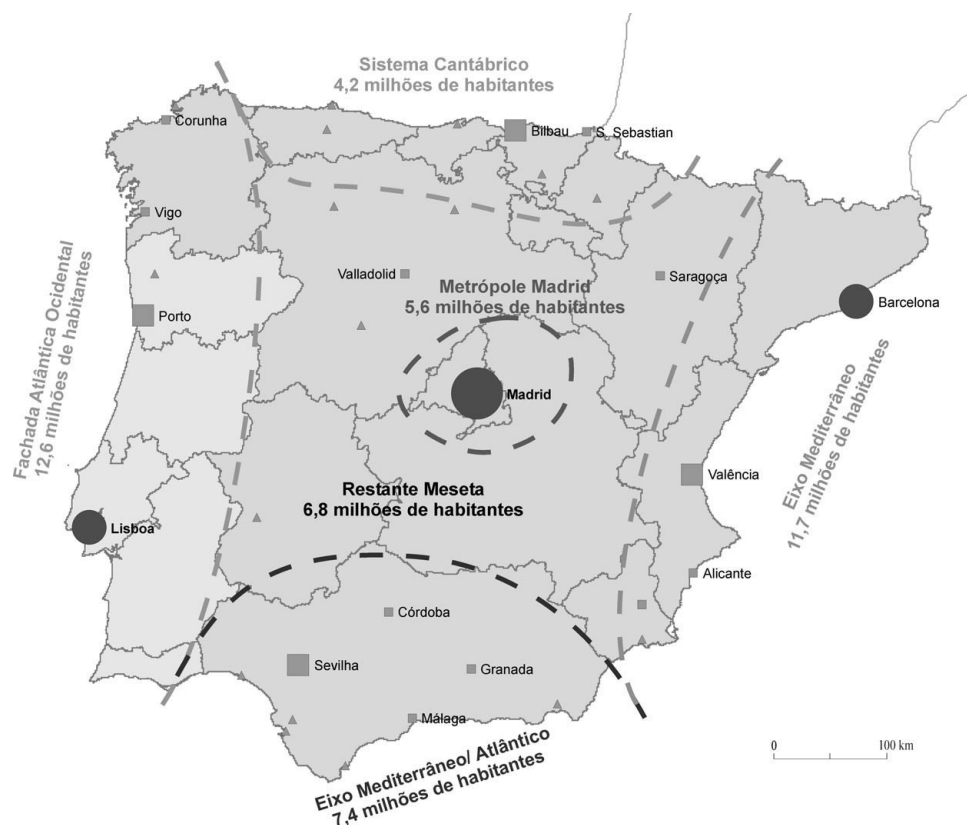 Sistema Cantábrico
4,2 milhões de habitantes
Corunha
Bilbau
S. Sebastian
Vigo
Valladolid
Saragoça
Metrópole Madrid
5,6 milhões de habitantes
Porto
Barcelona
Fachada Atlântica Ocidental
12,6 milhões de habitantes
Madrid
Eixo Mediterrâneo
11,7 milhões de habitantes
Valência
Restante Meseta
6,8 milhões de habitantes
Lisboa
Alicante
Córdoba
Sevilha
Granada
Málaga
Eixo Mediterrâneo/ Atlântico
7,4 milhões de habitantes
0 100 km